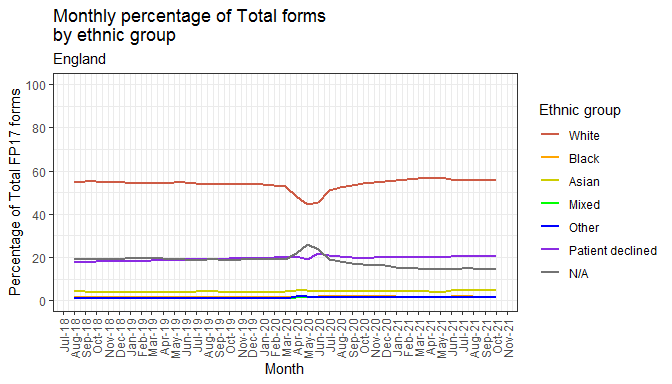 Monthly percentage of Total forms
by ethnic group
England
Percentage of Total FP17 forms
100
80
60
40
20
0
Jul-18
Aug-18
Sep-18
Oct-18
Nov-18
Dec-18
Jan-19
Feb-19
Mar-19
Apr-19
May-19
Jun-19
Jul-19
Aug-19
Sep-19
Oct-19
Nov-19
Dec-19
Jan-20
Feb-20
Mar-20
Apr-20
May-20
Jun-20
Jul-20
Aug-20
Sep-20
Oct-20
Nov-20
Dec-20
Jan-21
Feb-21
Mar-21
Apr-21
May-21
Jun-21
Jul-21
Aug-21
Sep-21
Oct-21
Nov-21
Month
Ethnic group
White
Black
Asian
Mixed
Other
Patient declined
N/A